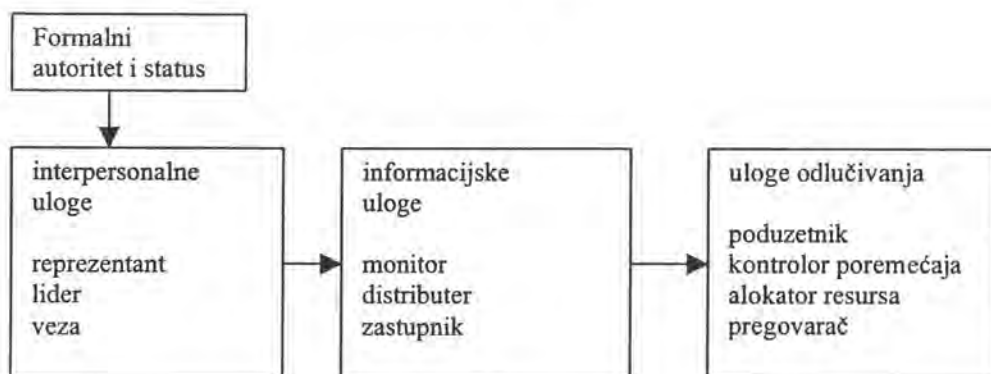 Formalni
autoritet i status
interpersonalne
uloge
reprezentant
lider
veza
informacijske
uloge
monitor
distributer
zastupnik
uloge odlučivanja
poduzetnik
kontrolor poremećaja
alokator resursa
pregovarač